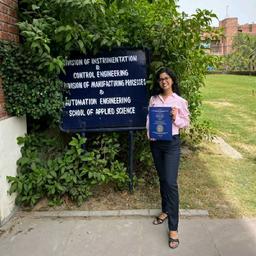 DIVISION OF INSTRUMENTATION
&
CONTROL ENGINEERING
DIVISION OF MANUFACTURING PROCESSES
&
AUTOMATION ENGINEERING
SCHOOL OF APPLIED SCIENCE